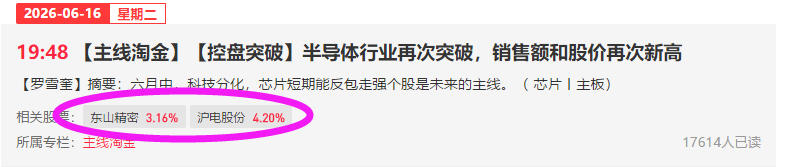 2026-06-16 星期二
19:48 【主线淘金】【控盘突破】半导体行业再次突破，销售额和股价再次新高
【罗雪奎】摘要：六月中，科技分化，芯片短期能反包走强个股是未来的主线。（ 芯片丨主板）
相关股票： 东山精密 3.16% 沪电股份 4.20%
所属专栏：主线淘金 17614人已读